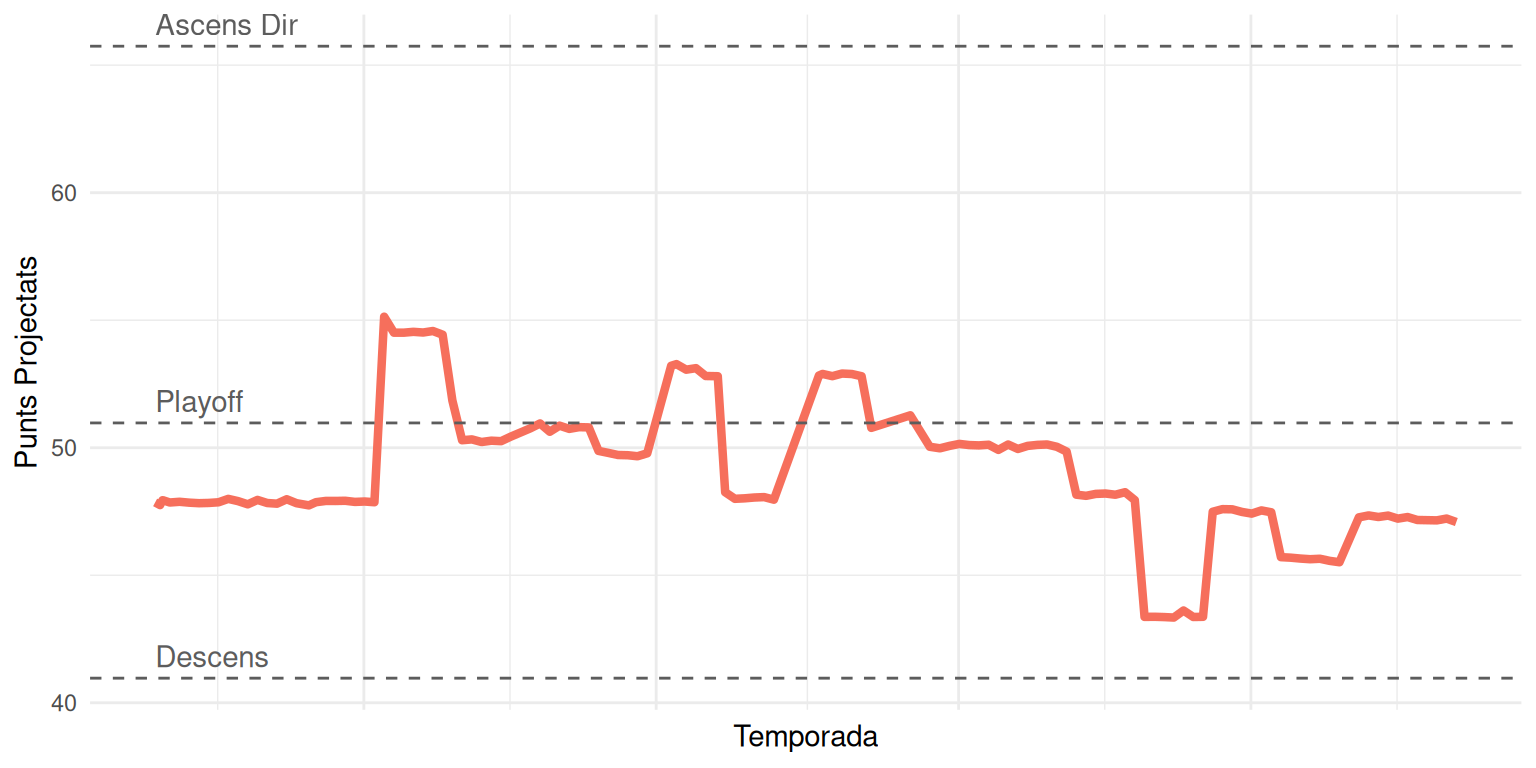 Ascens Dir
60
Punts Projectats
Playoff
50
Descens
40
Temporada